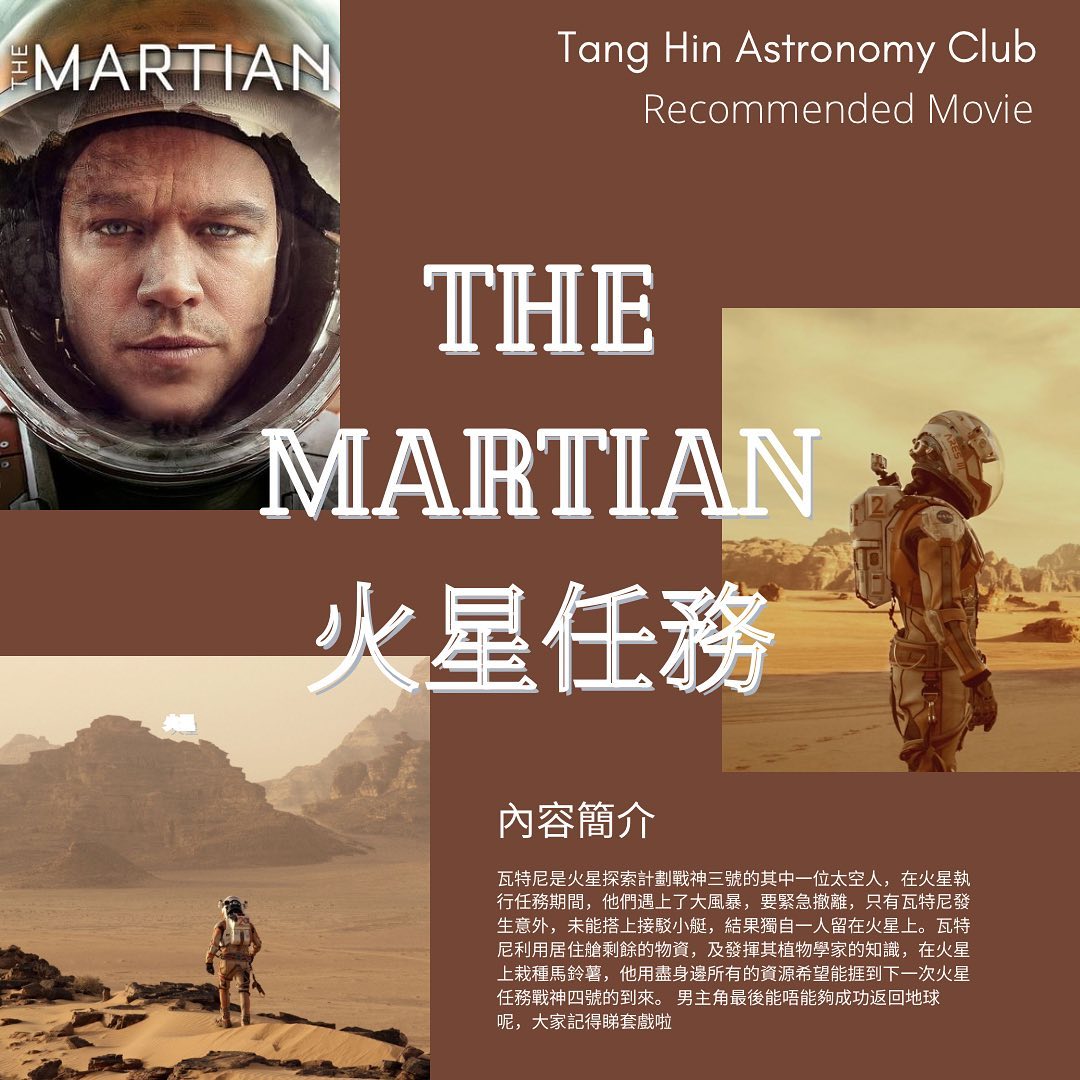 THE MARTIAN
Tang Hin Astronomy Club
Recommended Movie
THE
MARTIAN
火星任務
ARES III
2
內容簡介
瓦特尼是火星探索計劃戰神三號的其中一位太空人，在火星執
行任務期間，他們遇上了大風暴，要緊急撤離，只有瓦特尼發
生意外，未能搭上接駁小艇，結果獨自一人留在火星上。瓦特
尼利用居住艙剩餘的物資，及發揮其植物學家的知識，在火星
上栽種馬鈴薯，他用盡身邊所有的資源希望能捱到下一次火星
任務戰神四號的到來。 男主角最後能唔能夠成功返回地球
呢，大家記得睇套戲啦